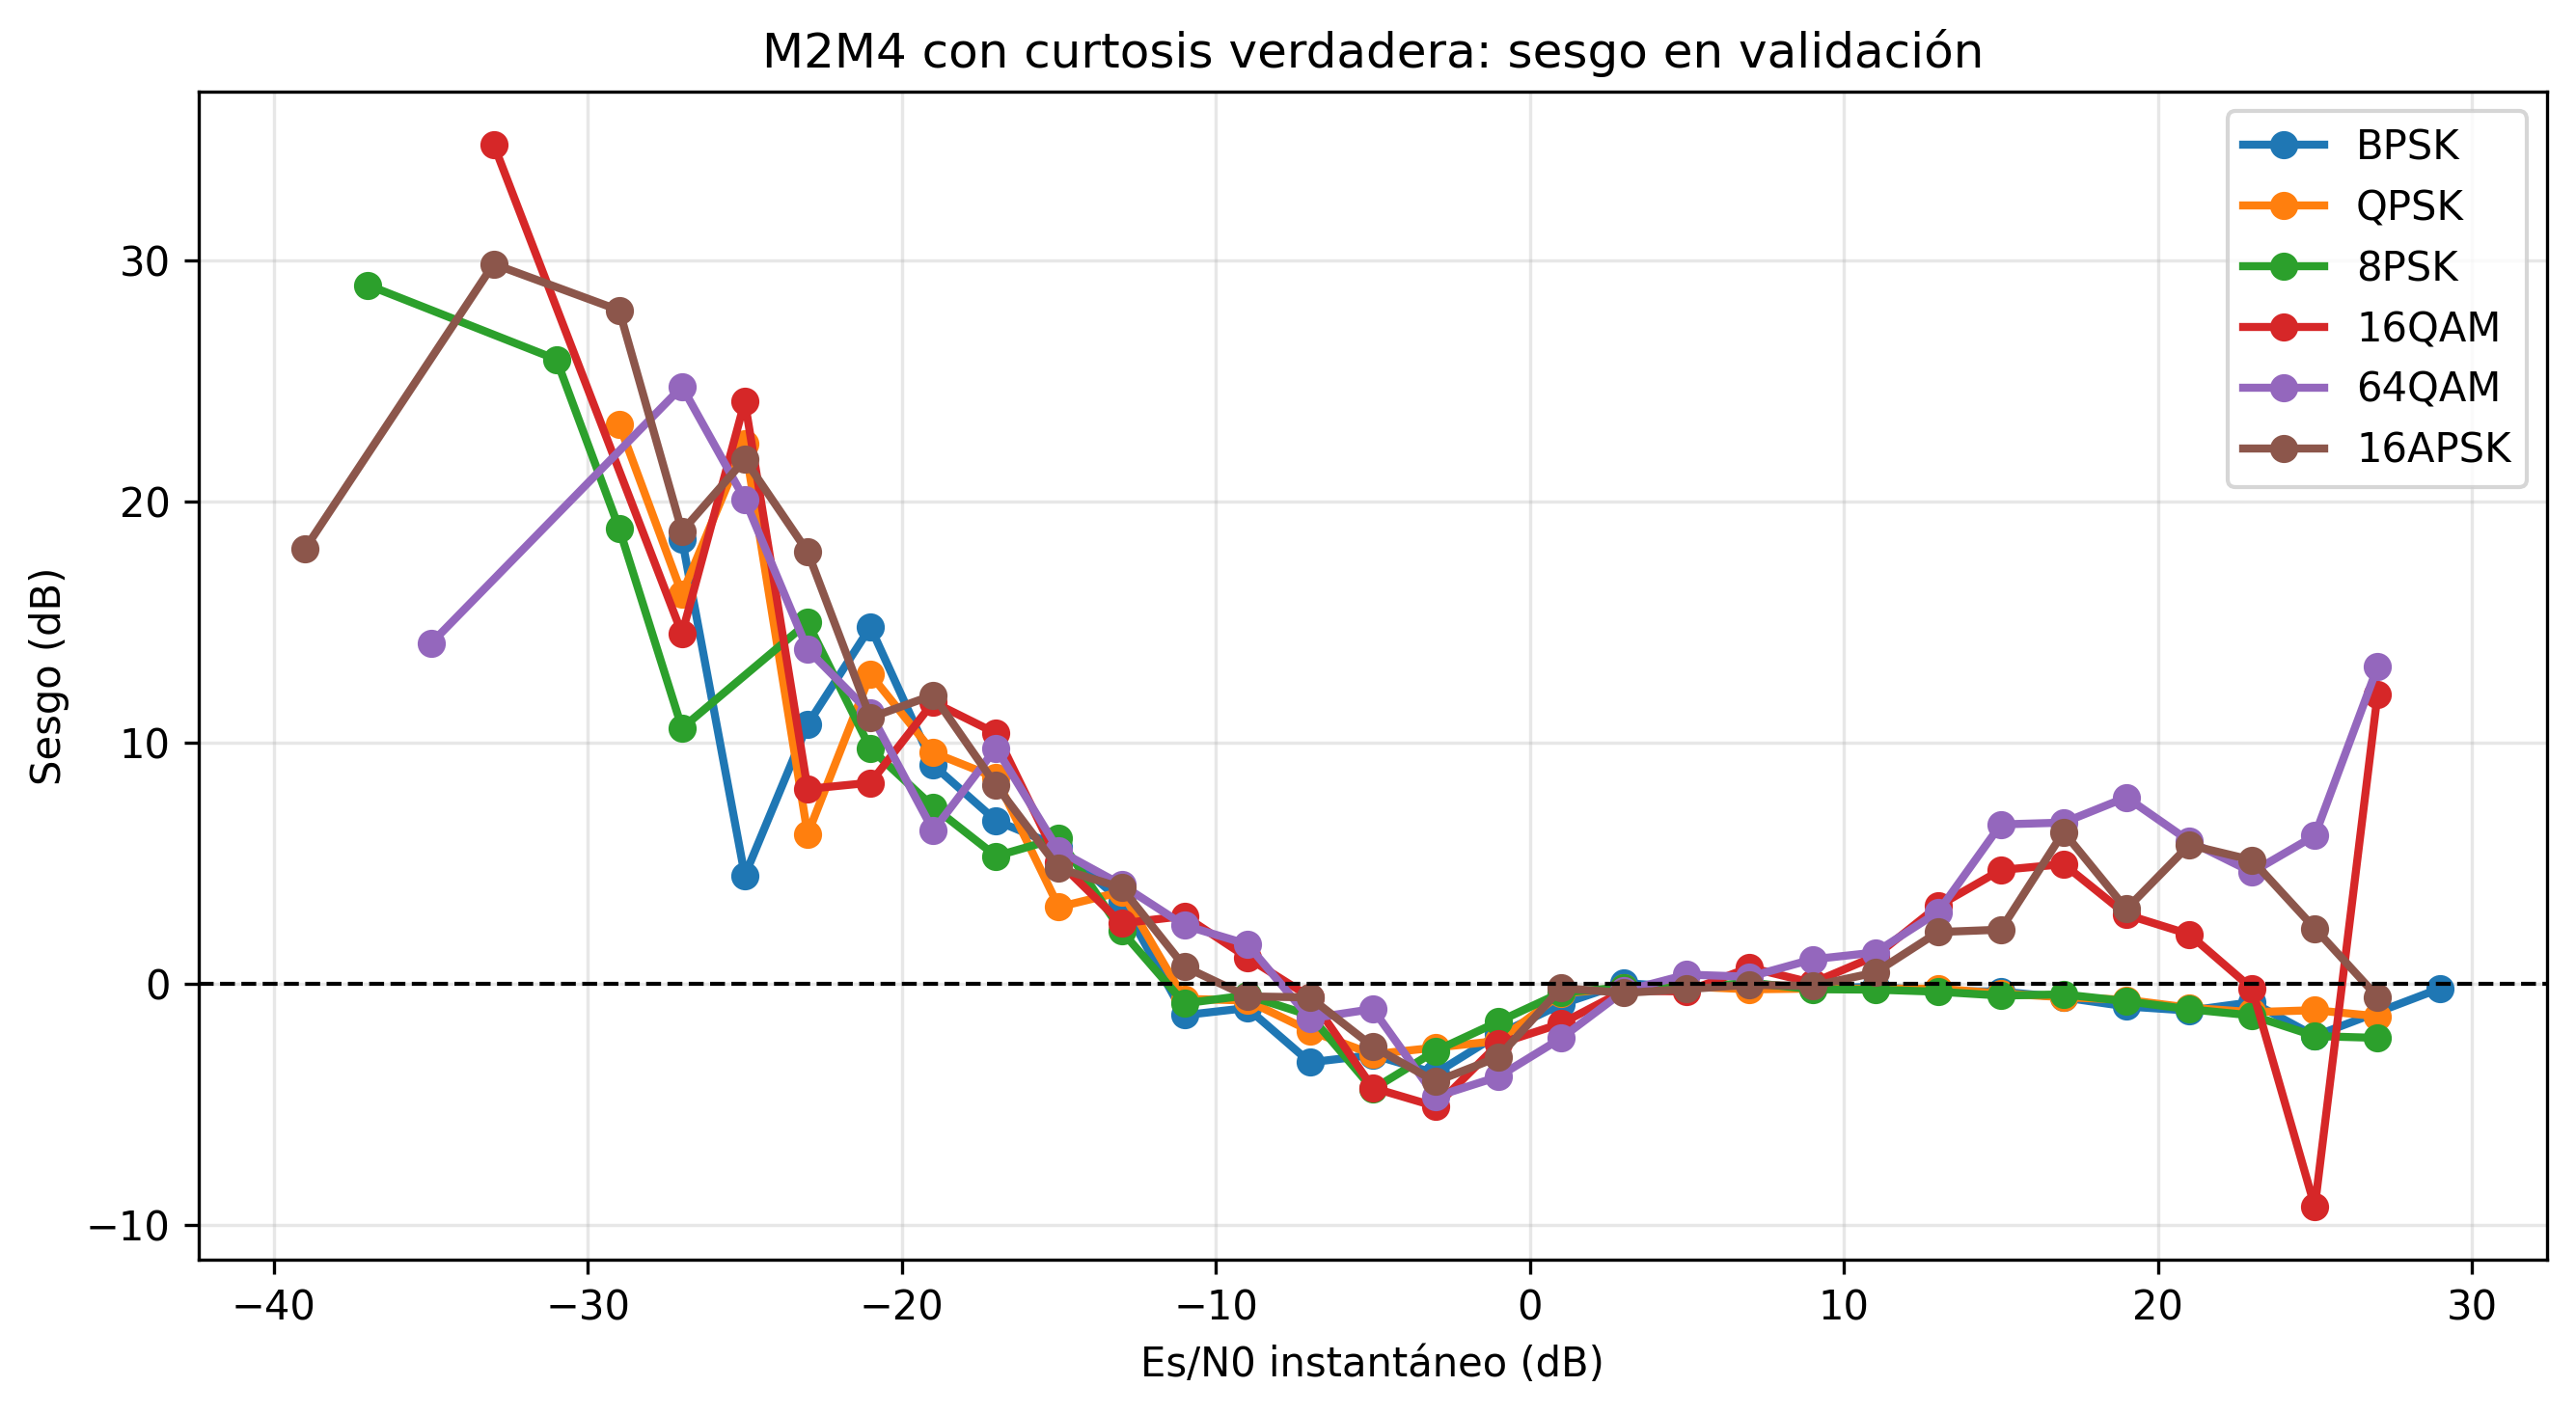 M2M4 con curtosis verdadera: sesgo en validación
BPSK
QPSK
8PSK
16QAM
64QAM
16APSK
Sesgo (dB)
30
20
10
0
−10
−40
−30
−20
−10
0
10
20
30
Es/N0 instantáneo (dB)